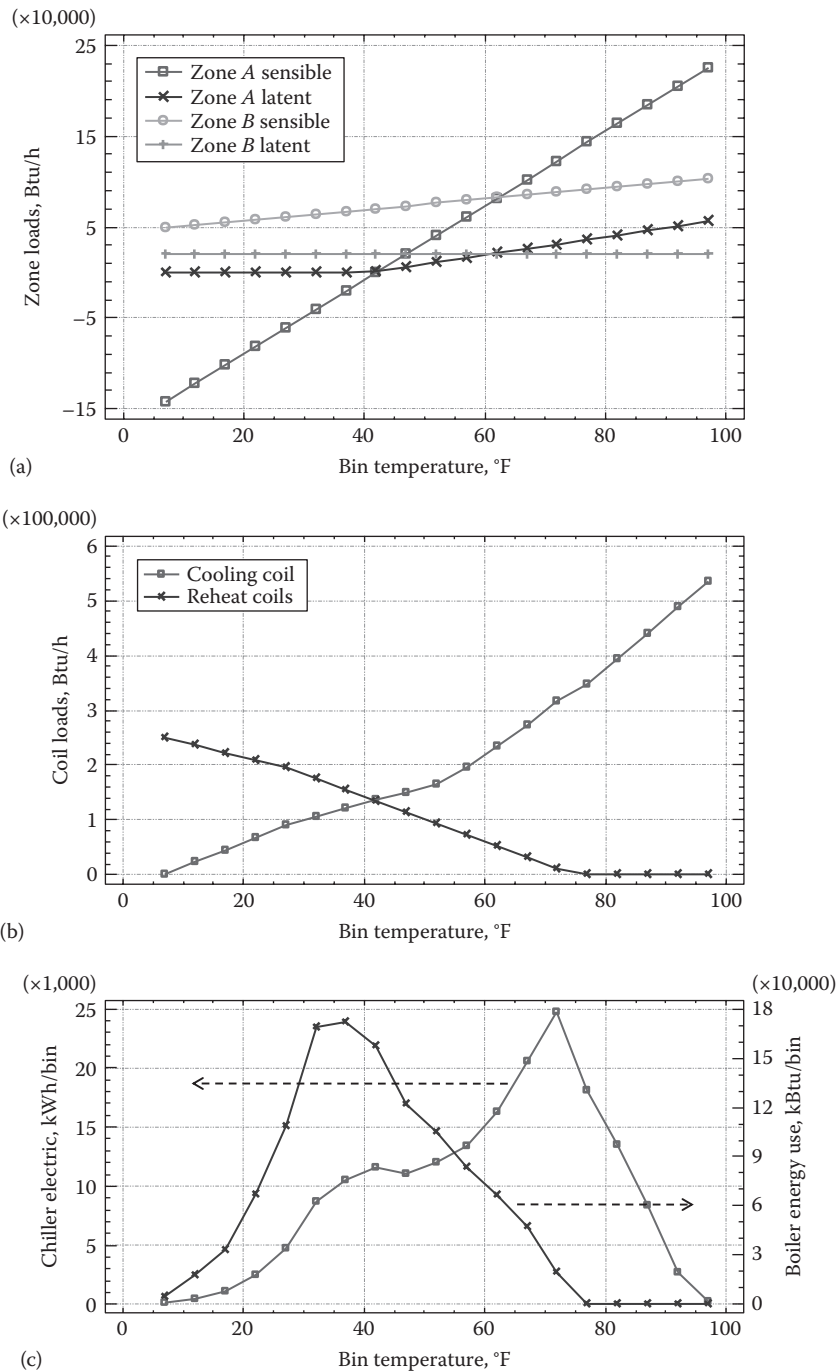 (×10,000)
25
15
5
−5
−15
Zone loads, Btu/h
Zone A sensible
Zone A latent
Zone B sensible
Zone B latent
0 20 40 60 80 100
Bin temperature, °F
(a)
(×100,000)
6
5
4
3
2
1
0
Coil loads, Btu/h
Cooling coil
Reheat coils
0 20 40 60 80 100
Bin temperature, °F
(b)
(×1,000)
(×10,000)
25
20
15
10
5
0
Chiller electric, kWh/bin
18
15
12
9
6
3
0
Boiler energy use, kBtu/bin
0 20 40 60 80 100
Bin temperature, °F
(c)